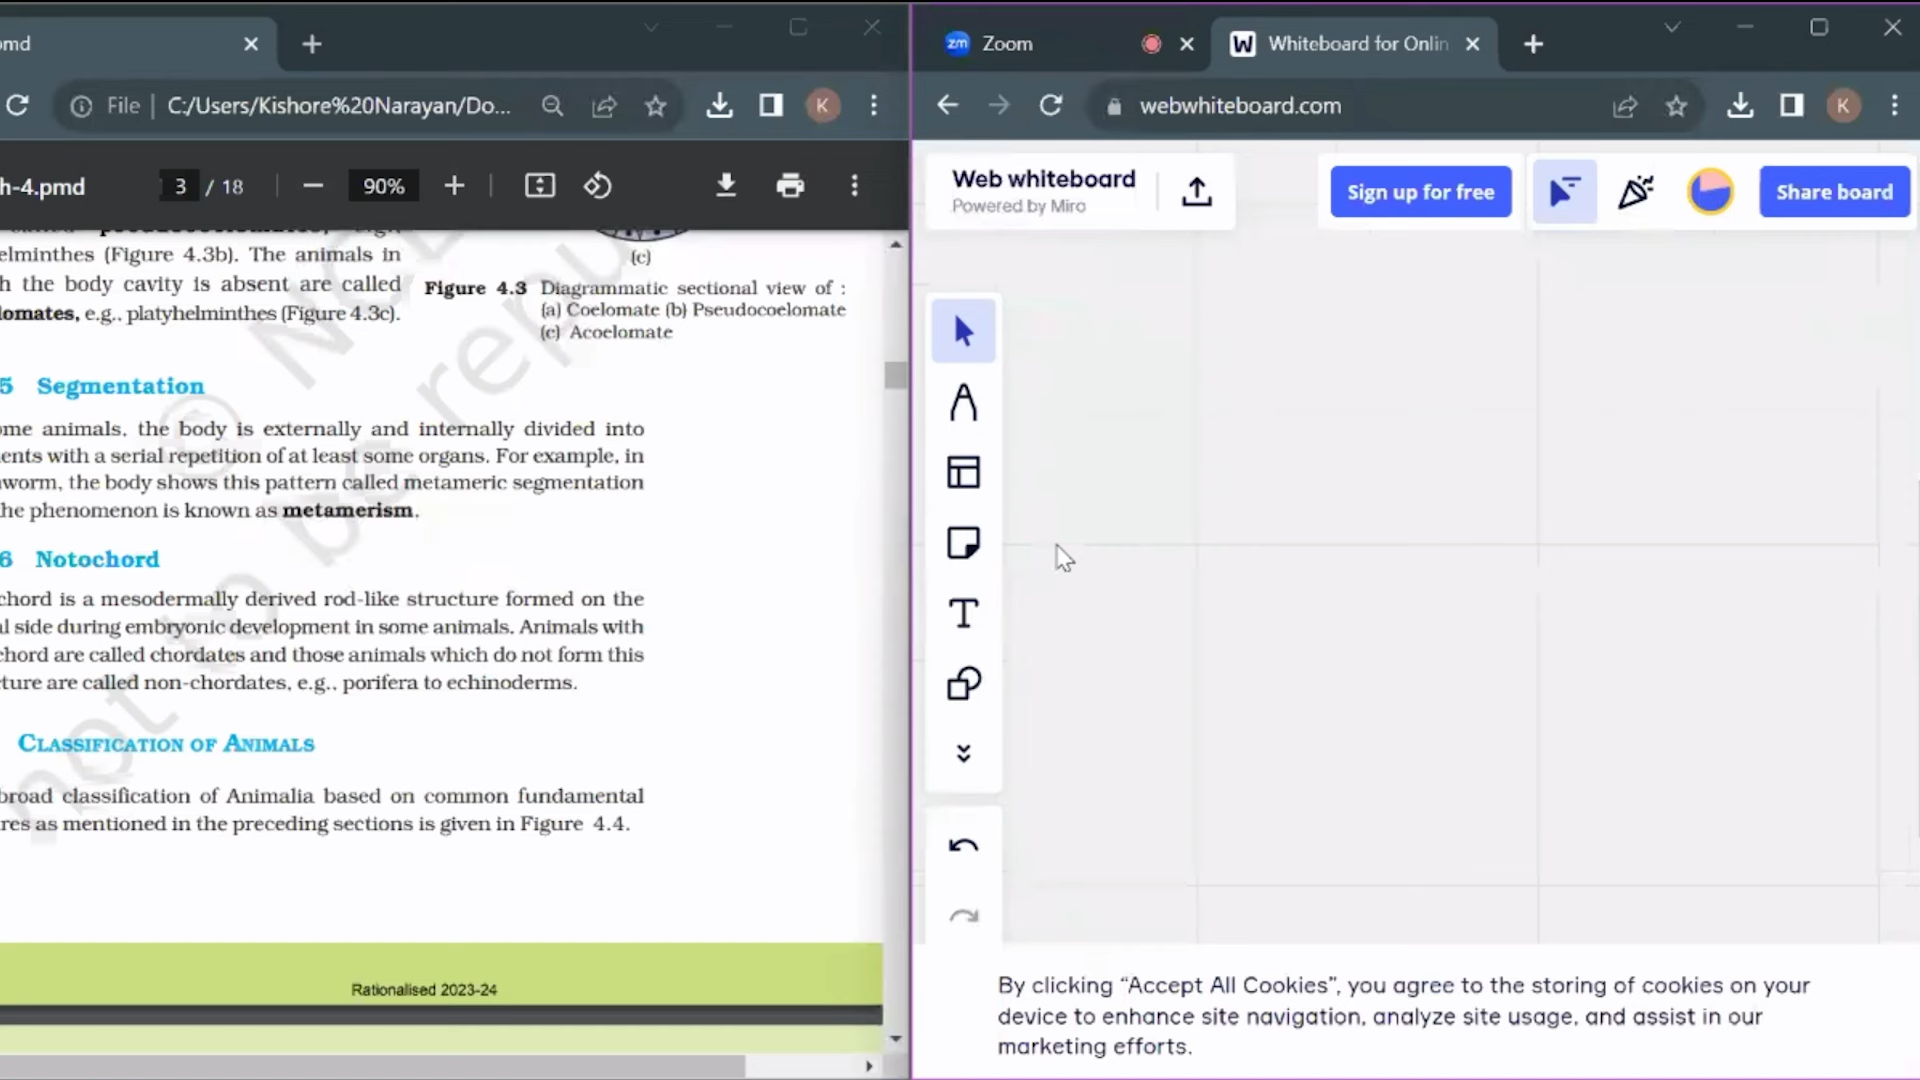 omd
Zoom
Whiteboard for Onlin
File
C:/Users/Kishore%20Narayan/Do...
K
webwhiteboard.com
K
h-4.pmd
3 / 18
90%
Web whiteboard
Powered by Miro
Sign up for free
Share board
elminthes (Figure 4.3b). The animals in
h the body cavity is absent are called
lomates, e.g., platyhelminthes (Figure 4.3c).
(c)
Figure 4.3 Diagrammatic sectional view of :
(a) Coelomate (b) Pseudocoelomate
(c) Acoelomate
5 Segmentation
ome animals, the body is externally and internally divided into
ents with a serial repetition of at least some organs. For example, in
worm, the body shows this pattern called metameric segmentation
he phenomenon is known as metamerism.
6 Notochord
chord is a mesodermally derived rod-like structure formed on the
l side during embryonic development in some animals. Animals with
chord are called chordates and those animals which do not form this
ture are called non-chordates, e.g., porifera to echinoderms.
CLASSIFICATION OF ANIMALS
broad classification of Animalia based on common fundamental
res as mentioned in the preceding sections is given in Figure 4.4.
Rationalised 2023-24
© NC
not to be repu
By clicking “Accept All Cookies”, you agree to the storing of cookies on your
device to enhance site navigation, analyze site usage, and assist in our
marketing efforts.